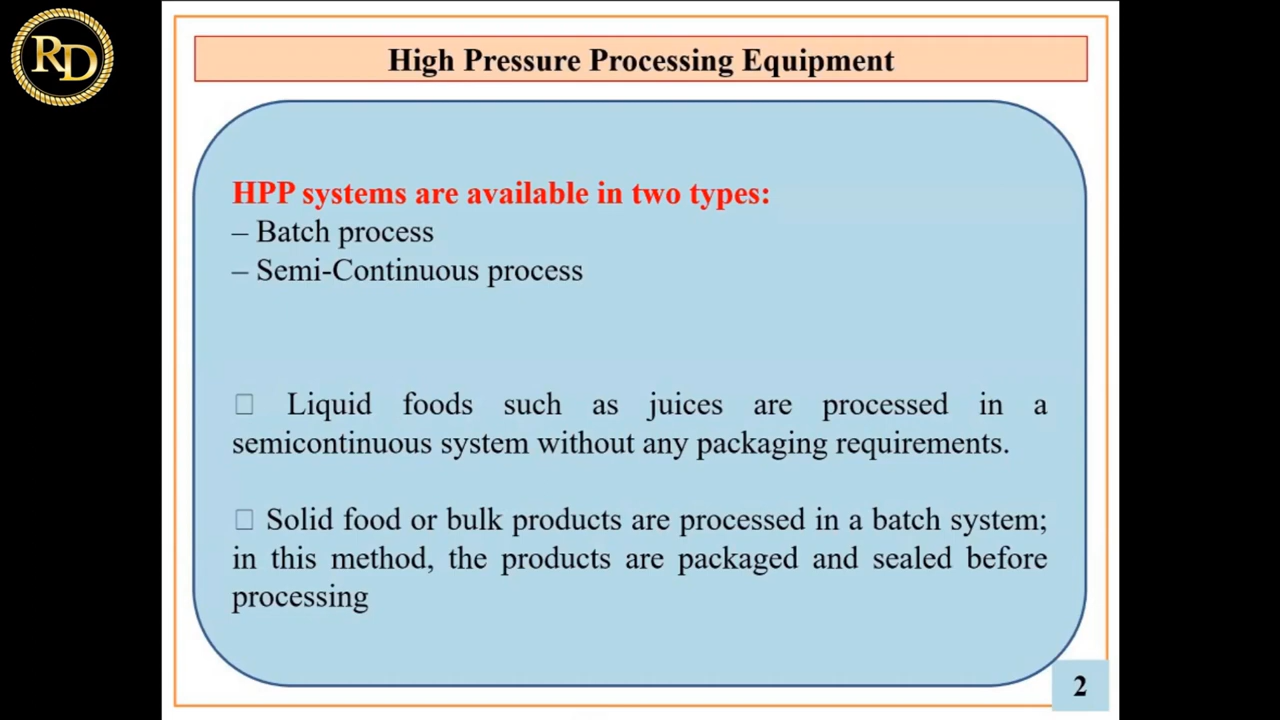 RD
High Pressure Processing Equipment
HPP systems are available in two types:
– Batch process
– Semi-Continuous process
□ Liquid foods such as juices are processed in a
semicontinuous system without any packaging requirements.
□ Solid food or bulk products are processed in a batch system;
in this method, the products are packaged and sealed before
processing
2